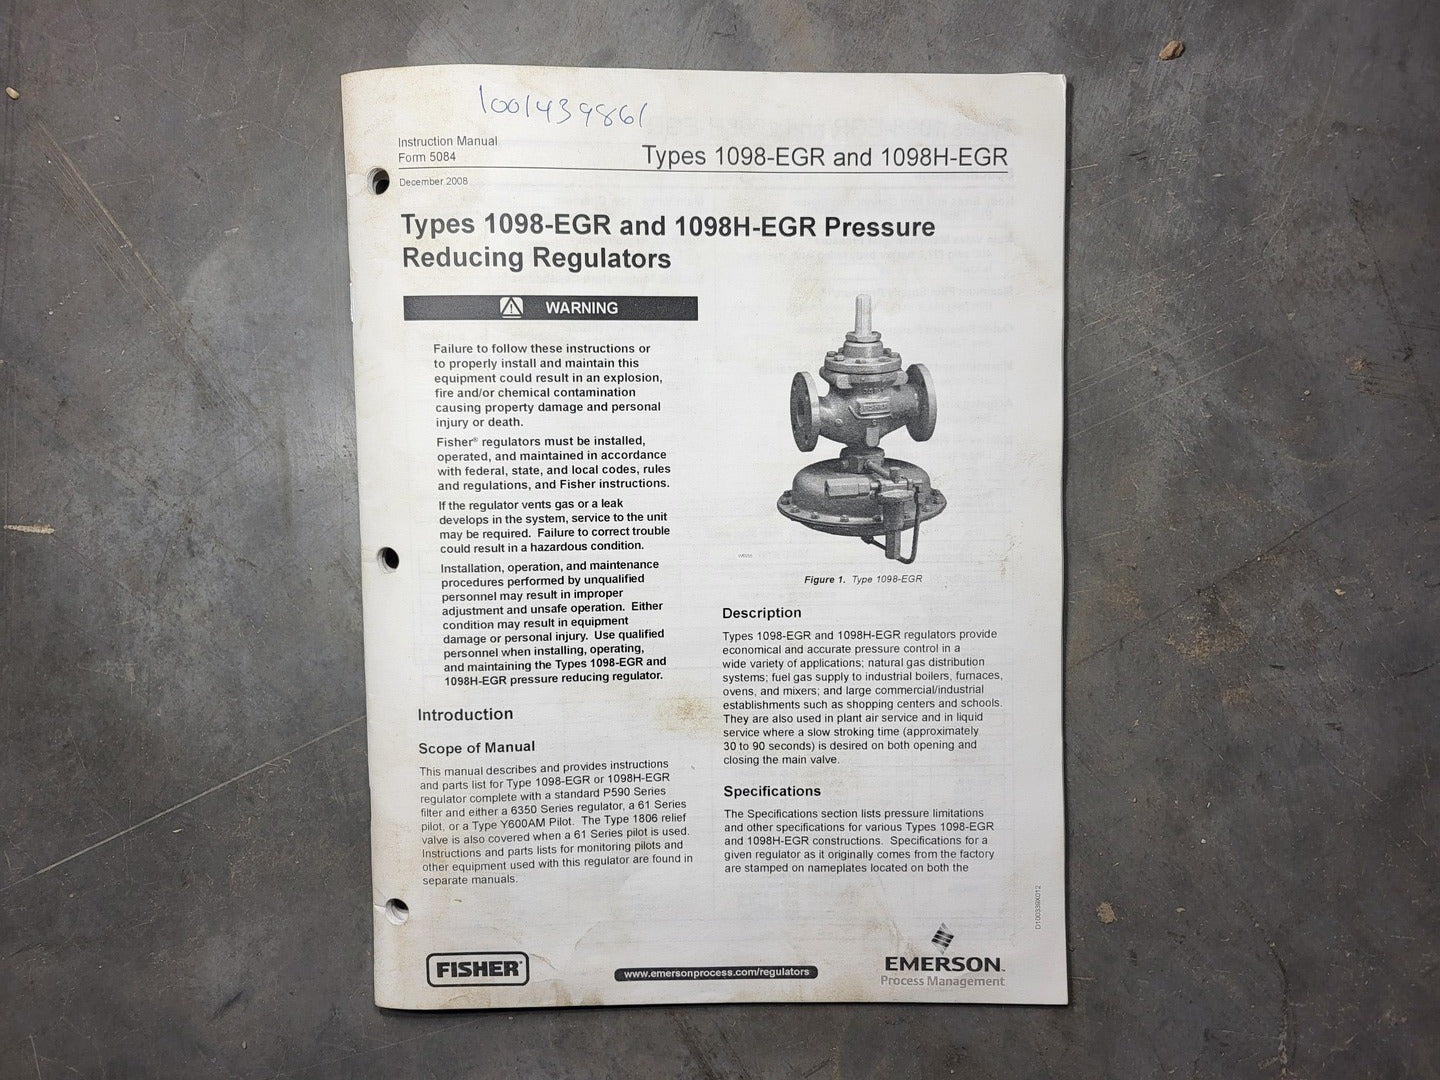 1001439861
Instruction Manual
Form 5084
Types 1098-EGR and 1098H-EGR
December 2008
Types 1098-EGR and 1098H-EGR Pressure
Reducing Regulators
WARNING
Failure to follow these instructions or
to properly install and maintain this
equipment could result in an explosion,
fire and/or chemical contamination
causing property damage and personal
injury or death.
Fisher® regulators must be installed,
operated, and maintained in accordance
with federal, state, and local codes, rules
and regulations, and Fisher instructions.
If the regulator vents gas or a leak
develops in the system, service to the unit
may be required. Failure to correct trouble
could result in a hazardous condition.
Installation, operation, and maintenance
procedures performed by unqualified
personnel may result in improper
adjustment and unsafe operation. Either
condition may result in equipment
damage or personal injury. Use qualified
personnel when installing, operating,
and maintaining the Types 1098-EGR and
1098H-EGR pressure reducing regulator.
Introduction
Scope of Manual
This manual describes and provides instructions
and parts list for Type 1098-EGR or 1098H-EGR
regulator complete with a standard P590 Series
filter and either a 6350 Series regulator, a 61 Series
pilot, or a Type Y600AM Pilot. The Type 1806 relief
valve is also covered when a 61 Series pilot is used.
Instructions and parts lists for monitoring pilots and
other equipment used with this regulator are found in
separate manuals.
Figure 1. Type 1098-EGR
Description
Types 1098-EGR and 1098H-EGR regulators provide
economical and accurate pressure control in a
wide variety of applications; natural gas distribution
systems; fuel gas supply to industrial boilers, furnaces,
ovens, and mixers; and large commercial/industrial
establishments such as shopping centers and schools.
They are also used in plant air service and in liquid
service where a slow stroking time (approximately
30 to 90 seconds) is desired on both opening and
closing the main valve.
Specifications
The Specifications section lists pressure limitations
and other specifications for various Types 1098-EGR
and 1098H-EGR constructions. Specifications for a
given regulator as it originally comes from the factory
are stamped on nameplates located on both the
D100339X012
FISHER®
www.emersonprocess.com/regulators
EMERSON™
Process Management